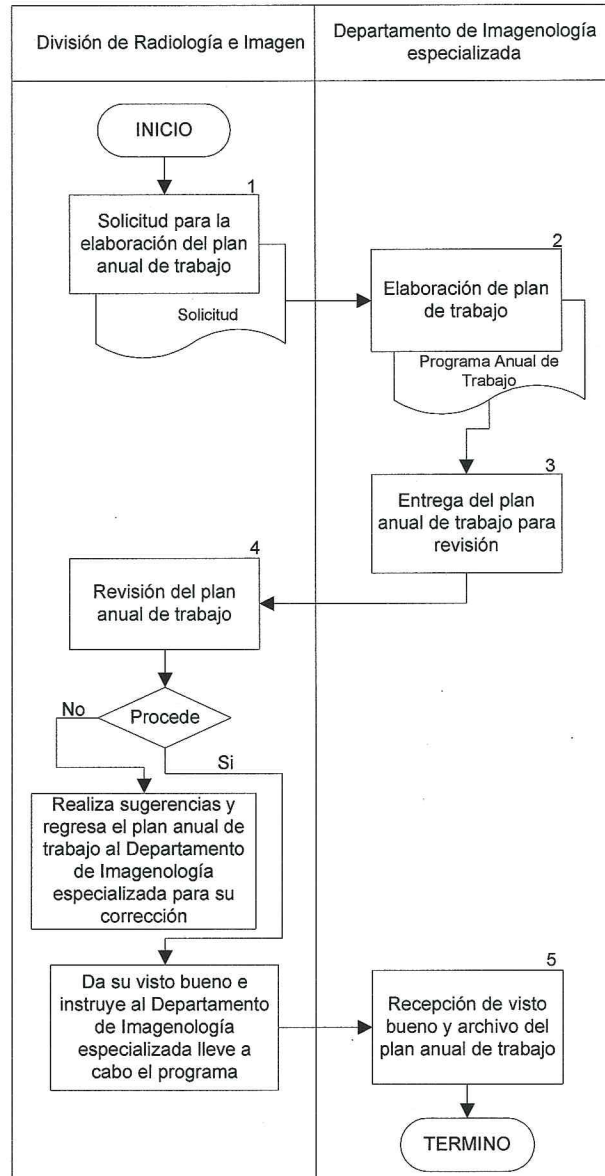 División de Radiología e Imagen
Departamento de Imagenología
especializada
INICIO
1
Solicitud para la
elaboración del plan
anual de trabajo
Solicitud
2
Elaboración de plan
de trabajo
Programa Anual de
Trabajo
3
Entrega del plan
anual de trabajo para
revisión
4
Revisión del plan
anual de trabajo
Procede
No
Si
Realiza sugerencias y
regresa el plan anual de
trabajo al Departamento
de Imagenología
especializada para su
corrección
Da su visto bueno e
instruye al Departamento
de Imagenología
especializada lleve a
cabo el programa
5
Recepción de visto
bueno y archivo del
plan anual de trabajo
TERMINO